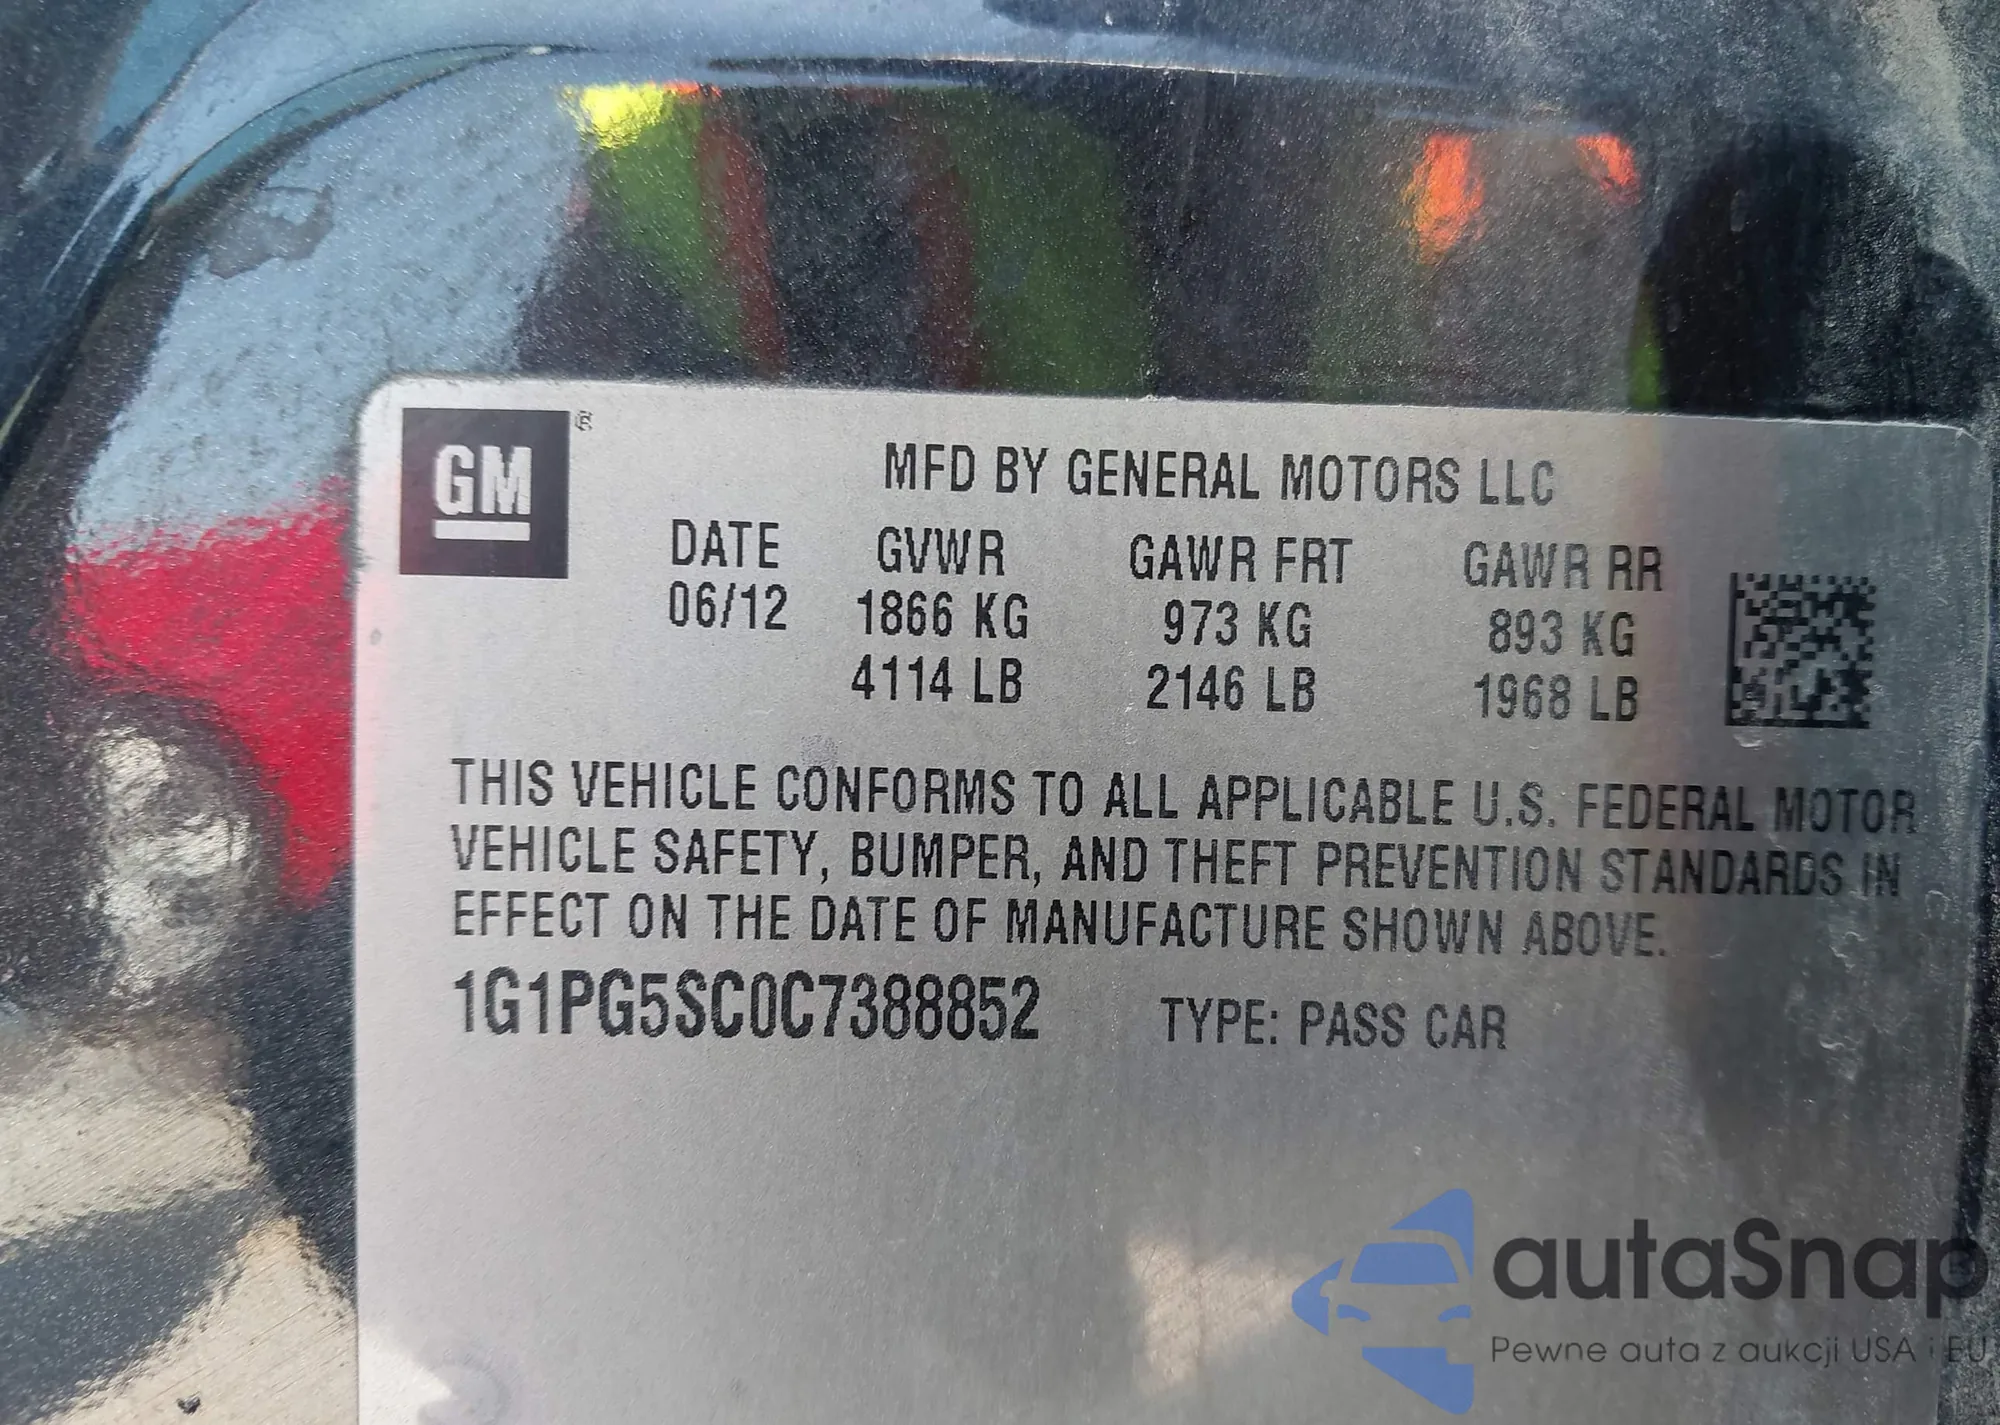 GM ®
MFD BY GENERAL MOTORS LLC
DATE GVWR GAWR FRT GAWR RR
06/12 1866 KG 973 KG 893 KG
4114 LB 2146 LB 1968 LB
THIS VEHICLE CONFORMS TO ALL APPLICABLE U.S. FEDERAL MOTOR
VEHICLE SAFETY, BUMPER, AND THEFT PREVENTION STANDARDS IN
EFFECT ON THE DATE OF MANUFACTURE SHOWN ABOVE.
1G1PG5SC0C7388852 TYPE: PASS CAR
autaSnap
Pewne auta z aukcji USA i EU